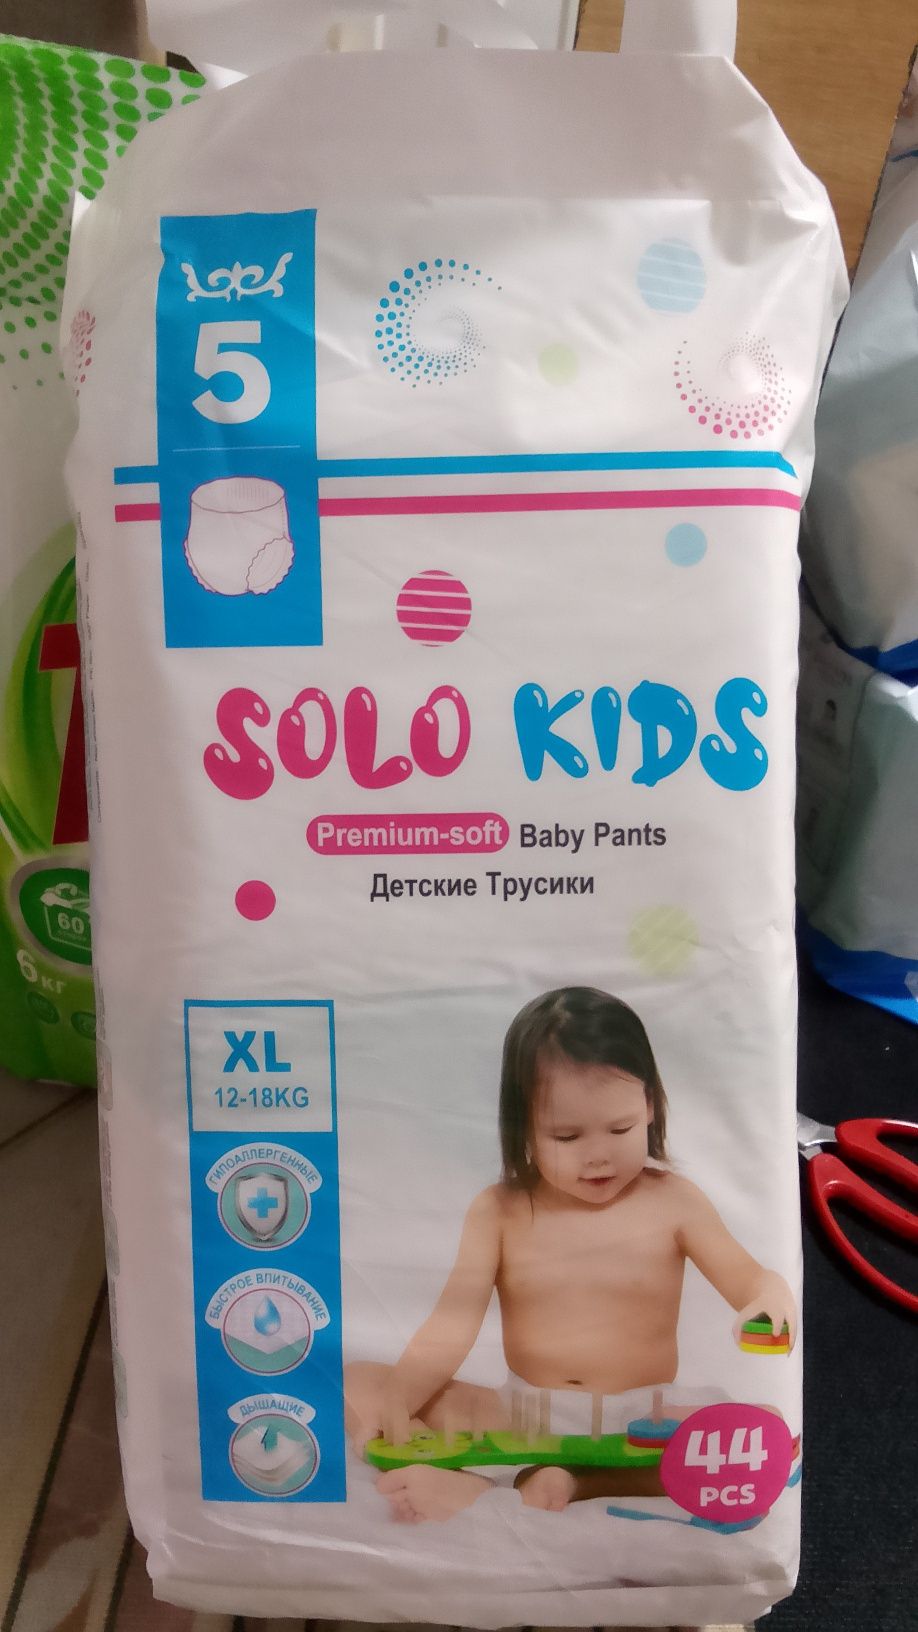 5
SOLO KIDS
Premium-soft Baby Pants
Детские Трусики
XL
12-18KG
ГИПОАЛЛЕРГЕННЫЕ
БЫСТРОЕ ВПИТЫВАНИЕ
ДЫШАЩИЕ
44
PCS
60
6 кг